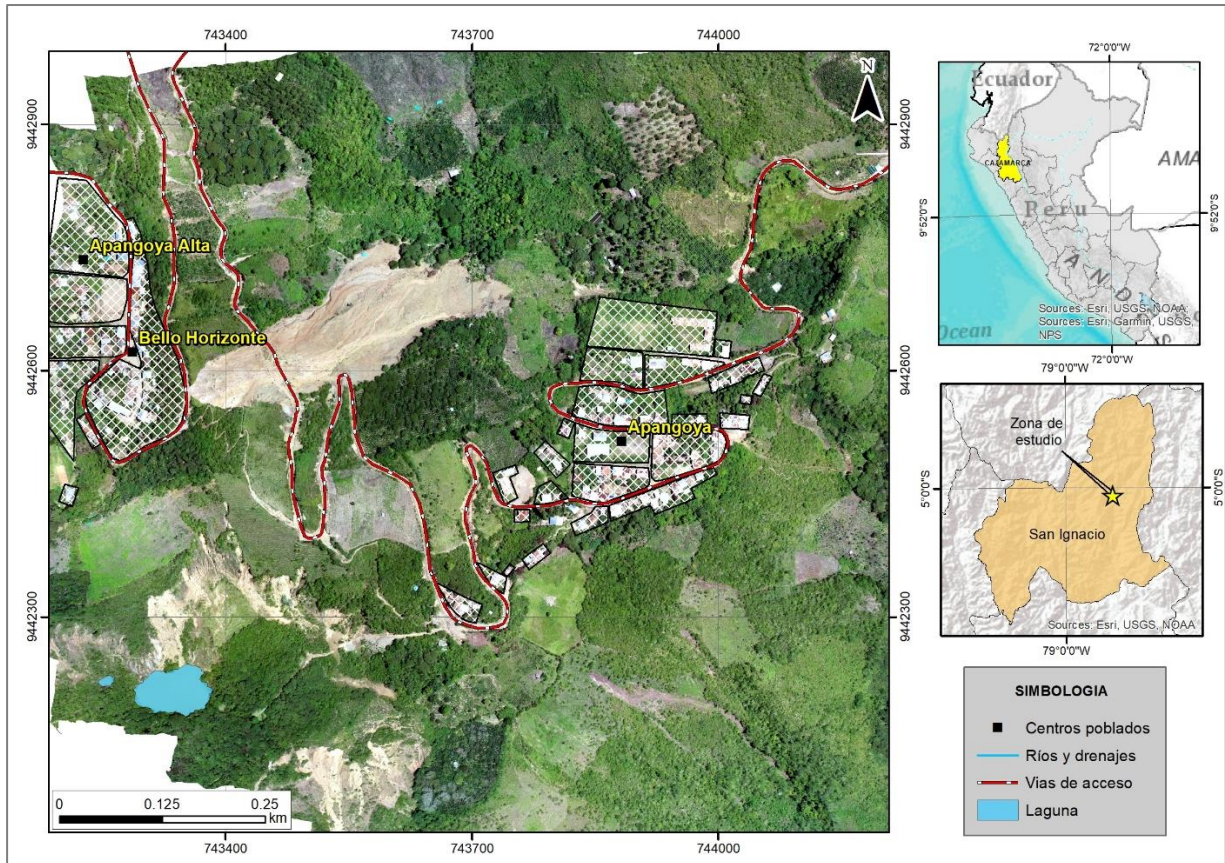 743400
743700
744000
N
9442900
9442600
9442300
Apangoya Alta
Bello Horizonte
Apangoya
0
0.125
0.25
km
743400
743700
744000
9442900
9442600
9442300
72°0'0"W
Ecuador
CAJAMARCA
AMA
Peru
ANDE
9°52'0"S
9°52'0"S
Ocean
Sources: Esri, USGS, NOAA
Sources: Esri, Garmin, USGS,
NPS
72°0'0"W
79°0'0"W
Zona de
estudio
5°0'0"S
5°0'0"S
San Ignacio
Sources: Esri, USGS, NOAA
79°0'0"W
SIMBOLOGIA
Centros poblados
Ríos y drenajes
Vias de acceso
Laguna